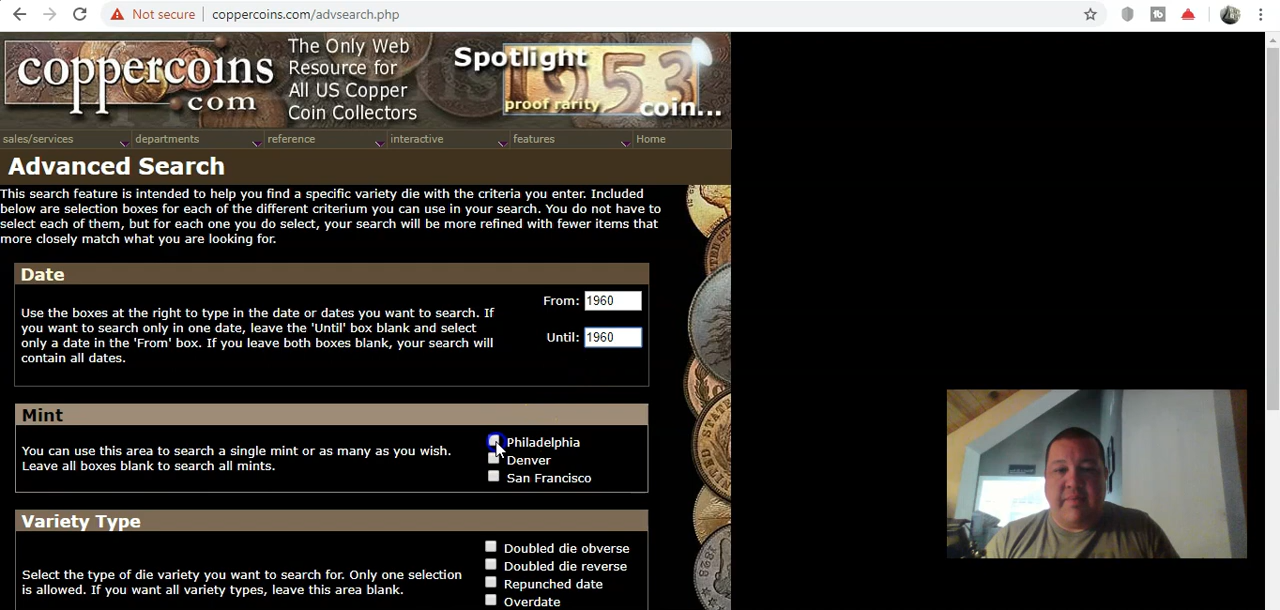 Not secure
coppercoins.com/advsearch.php
coppercoins
.com
The Only Web
Resource for
All US Copper
Coin Collectors
Spotlight
1953
proof rarity
coin...
sales/services
departments
reference
interactive
features
Home
Advanced Search
This search feature is intended to help you find a specific variety die with the criteria you enter. Included
below are selection boxes for each of the different criterium you can use in your search. You do not have to
select each of them, but for each one you do select, your search will be more refined with fewer items that
more closely match what you are looking for.
Date
Use the boxes at the right to type in the date or dates you want to search. If
you want to search only in one date, leave the 'Until' box blank and select
only a date in the 'From' box. If you leave both boxes blank, your search will
contain all dates.
From: 1960
Until: 1960
Mint
You can use this area to search a single mint or as many as you wish.
Leave all boxes blank to search all mints.
Philadelphia
Denver
San Francisco
Variety Type
Select the type of die variety you want to search for. Only one selection
is allowed. If you want all variety types, leave this area blank.
Doubled die obverse
Doubled die reverse
Repunched date
Overdate